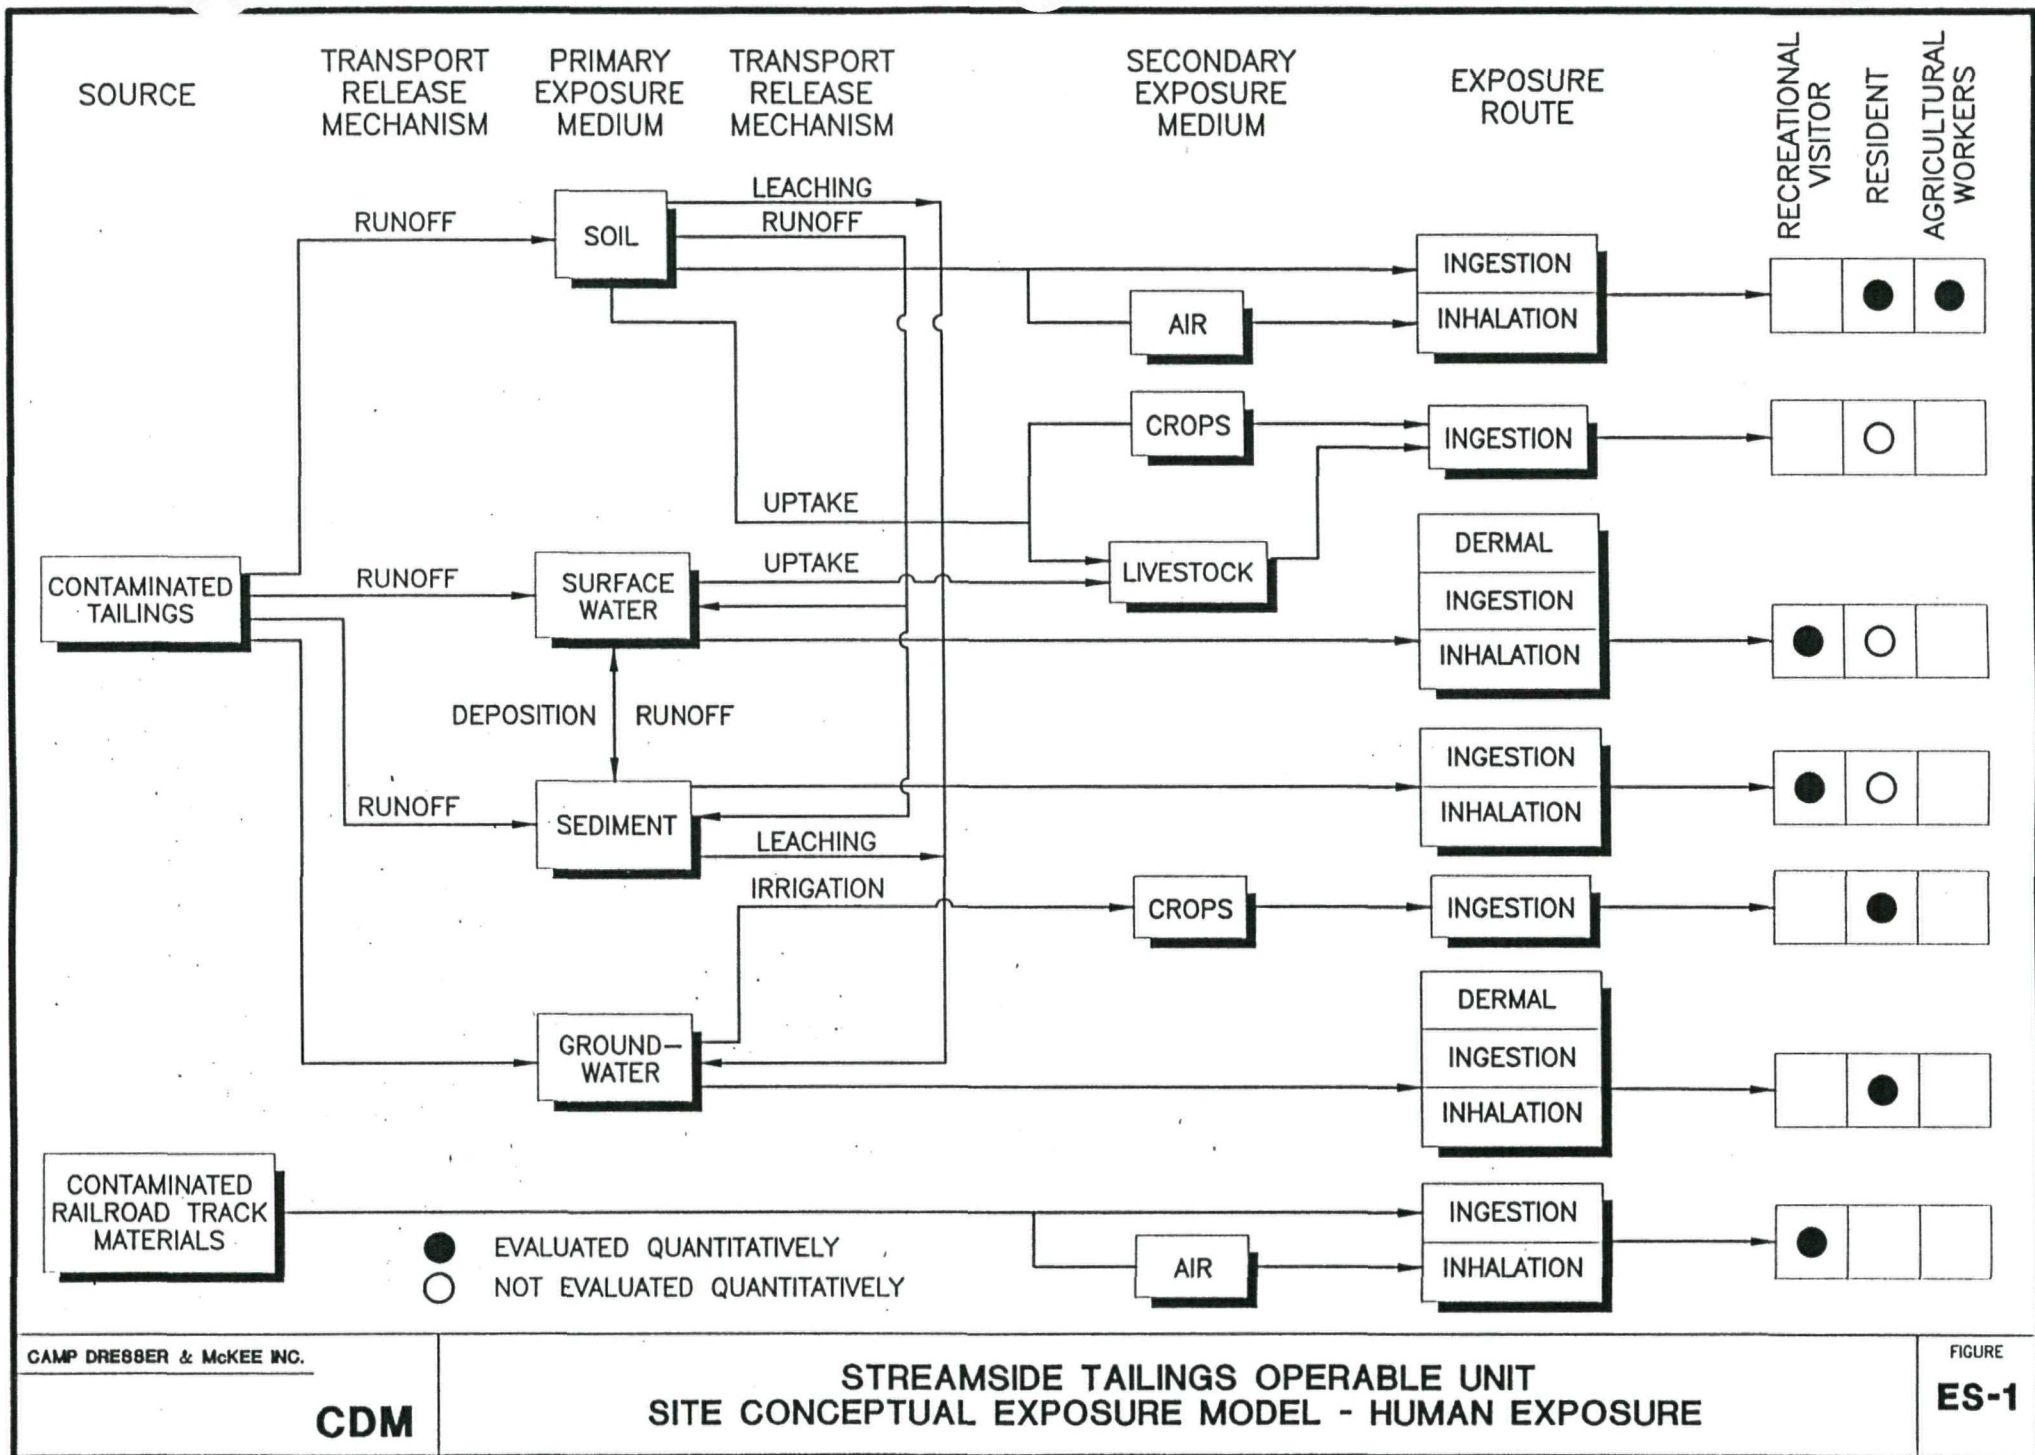 SOURCE
TRANSPORT
RELEASE
MECHANISM
PRIMARY
EXPOSURE
MEDIUM
TRANSPORT
RELEASE
MECHANISM
SECONDARY
EXPOSURE
MEDIUM
EXPOSURE
ROUTE
RECREATIONAL
VISITOR
RESIDENT
AGRICULTURAL
WORKERS
LEACHING
RUNOFF
SOIL
RUNOFF
INGESTION
AIR
INHALATION
CROPS
INGESTION
UPTAKE
CONTAMINATED
TAILINGS
RUNOFF
SURFACE
WATER
UPTAKE
LIVESTOCK
DERMAL
INGESTION
INHALATION
DEPOSITION
RUNOFF
RUNOFF
SEDIMENT
INGESTION
INHALATION
LEACHING
IRRIGATION
CROPS
INGESTION
GROUND-
WATER
DERMAL
INGESTION
INHALATION
CONTAMINATED
RAILROAD TRACK
MATERIALS
INGESTION
AIR
INHALATION
EVALUATED QUANTITATIVELY
NOT EVALUATED QUANTITATIVELY
CAMP DRESSER & McKEE INC.
CDM
STREAMSIDE TAILINGS OPERABLE UNIT
SITE CONCEPTUAL EXPOSURE MODEL - HUMAN EXPOSURE
FIGURE
ES-1